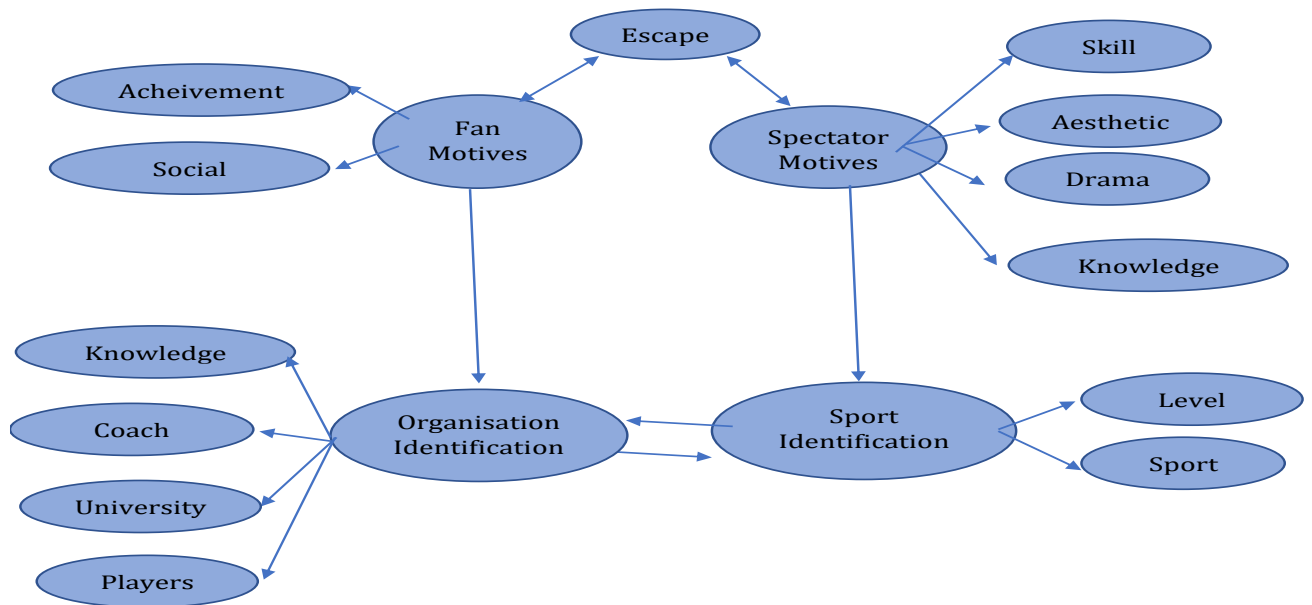 Escape
Skill
Acheivement
Fan
Motives
Spectator
Motives
Aesthetic
Social
Drama
Knowledge
Knowledge
Level
Coach
Organisation
Identification
Sport
Identification
Sport
University
Players